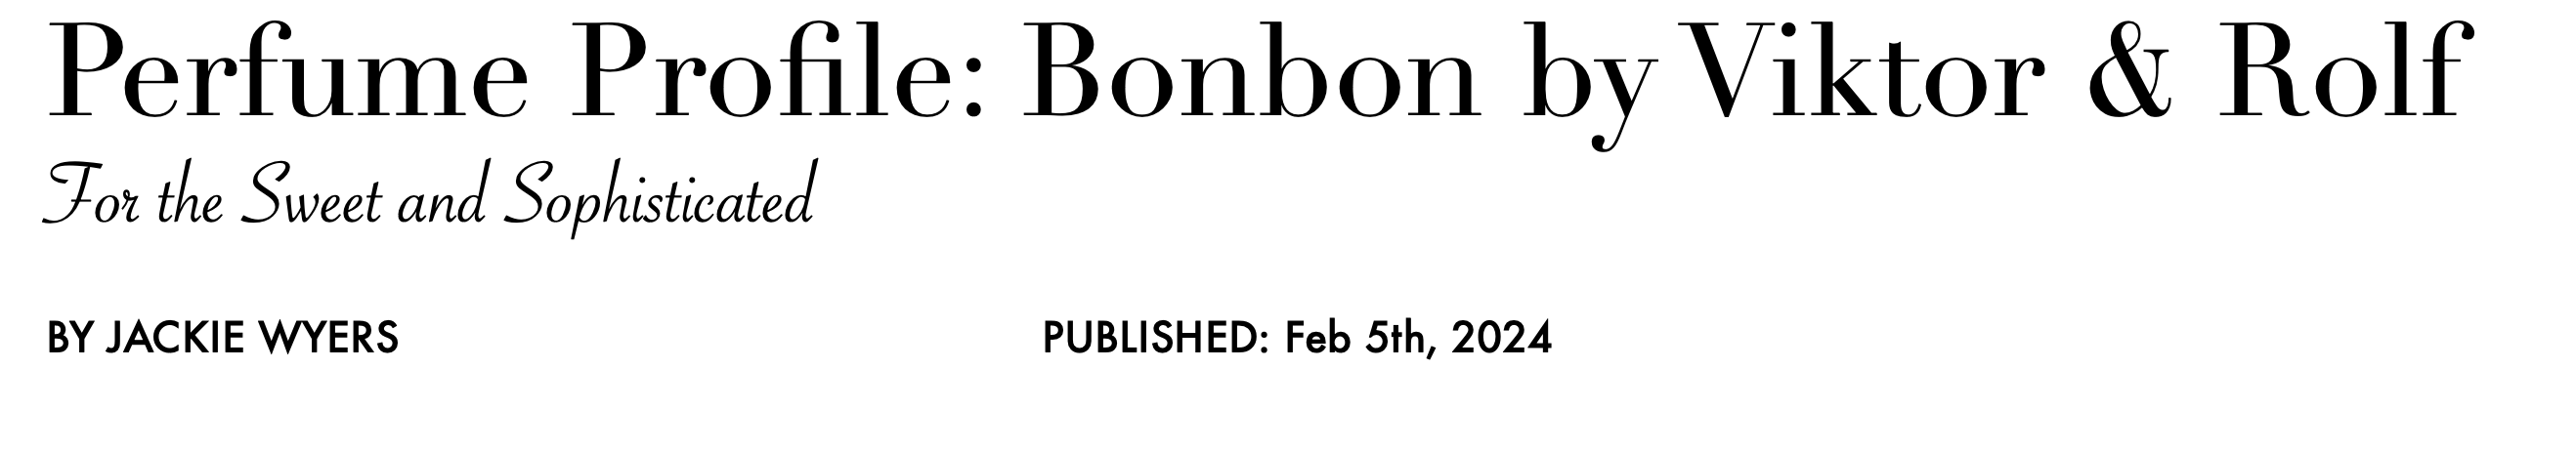 Perfume Profile: Bonbon by Viktor & Rolf
For the Sweet and Sophisticated
BY JACKIE WYERS
PUBLISHED: Feb 5th, 2024